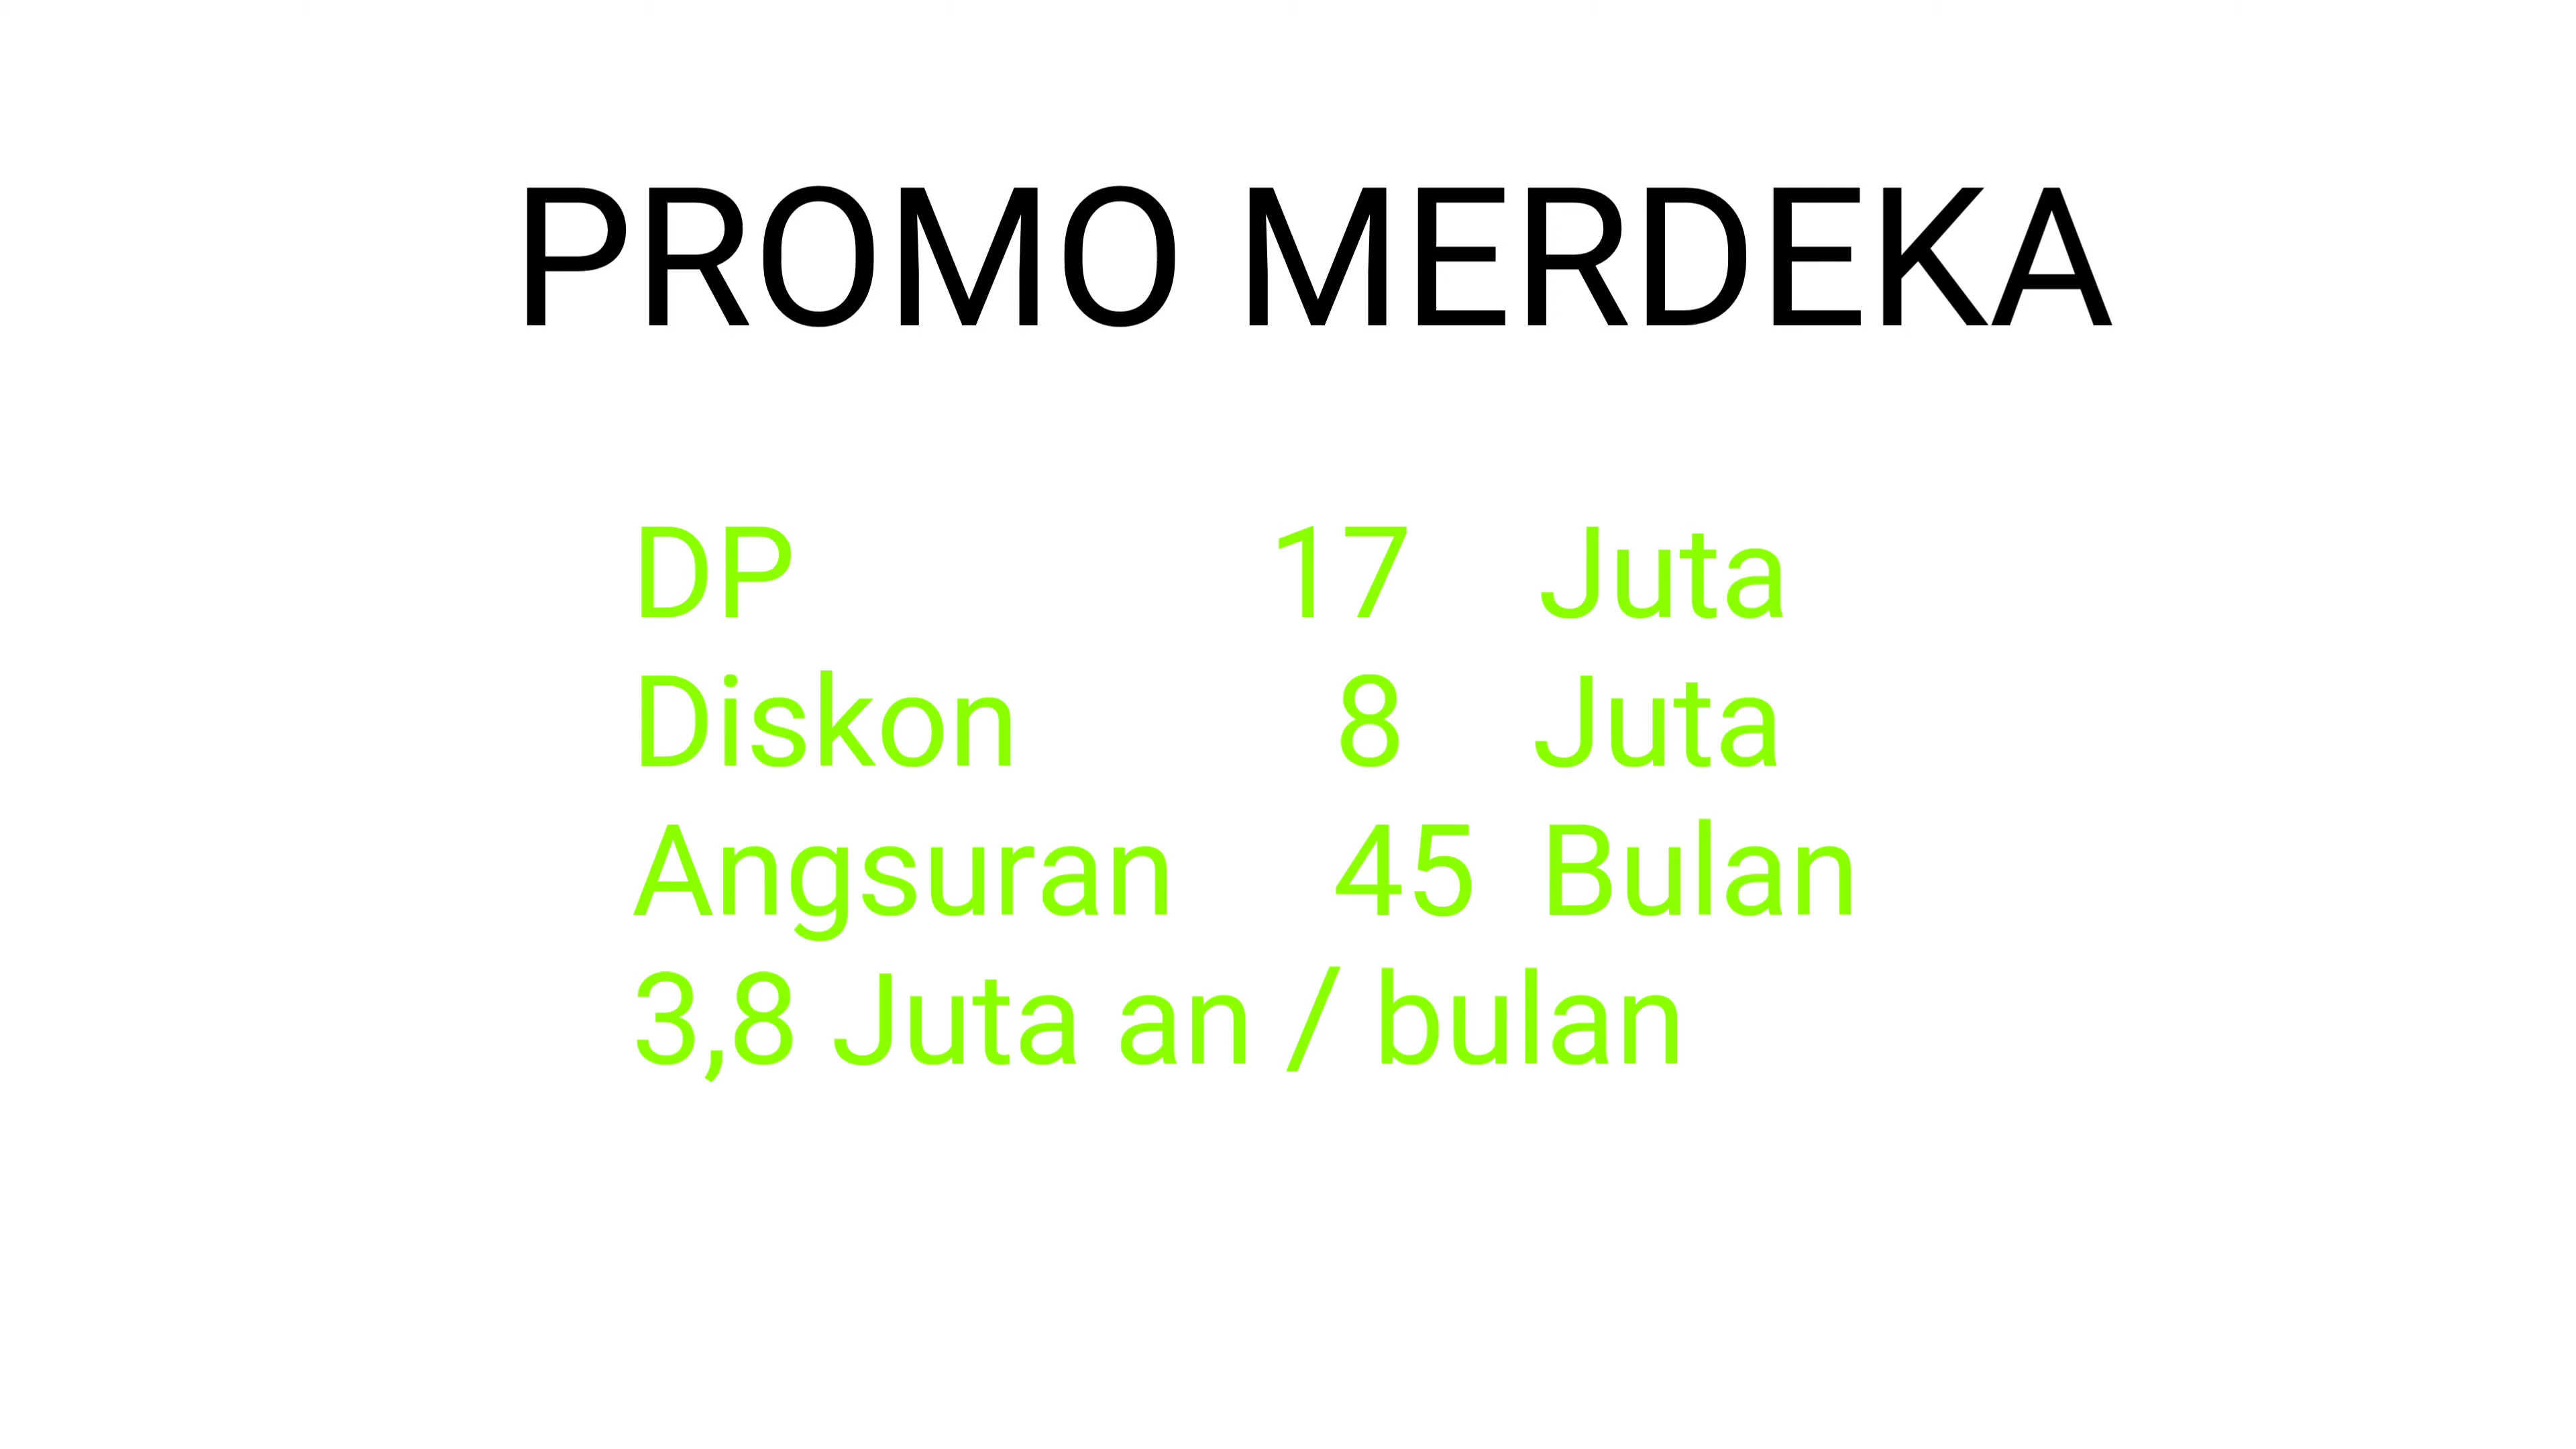 PROMO MERDEKA
DP 17 Juta
Diskon 8 Juta
Angsuran 45 Bulan
3,8 Juta an / bulan